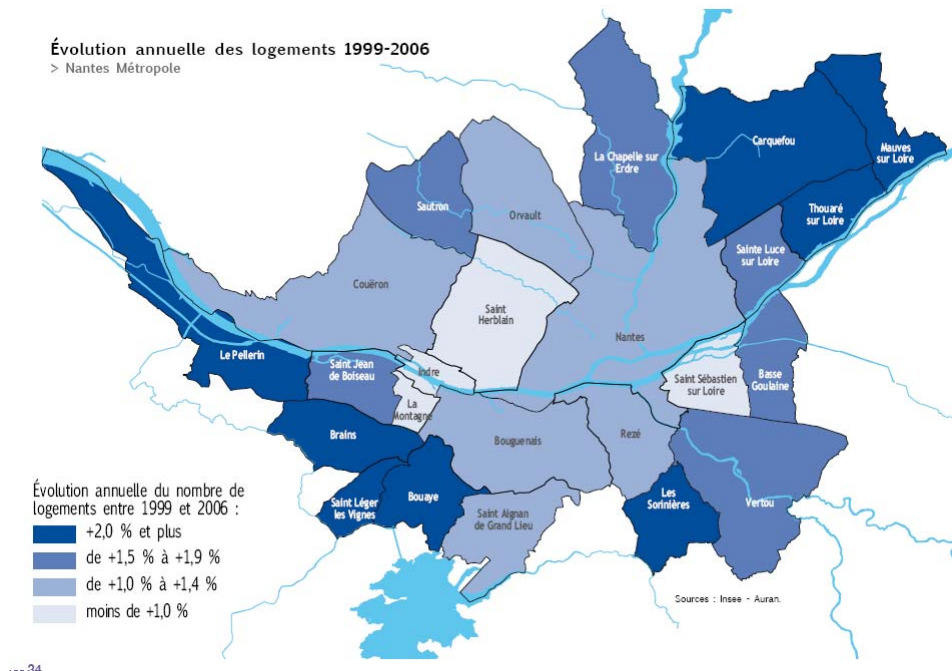 Évolution annuelle des logements 1999-2006
> Nantes Métropole
La Chapelle sur
Erdre
Carquefou
Mauves
sur Loire
Thouaré
sur Loire
Sautron
Orvault
Sainte Luce
sur Loire
Couëron
Saint
Herblain
Nantes
Le Pellerin
Saint Jean
de Boiseau
Indre
La
Montagne
Saint Sébastien
sur Loire
Basse
Goulaine
Brains
Bouguenais
Rezé
Saint Léger
les Vignes
Bouaye
Saint Aignan
de Grand Lieu
Les
Sorinières
Vertou
Évolution annuelle du nombre de
logements entre 1999 et 2006 :
+2,0 % et plus
de +1,5 % à +1,9 %
de +1,0 % à +1,4 %
moins de +1,0 %
Sources : Insee - Auran.
34